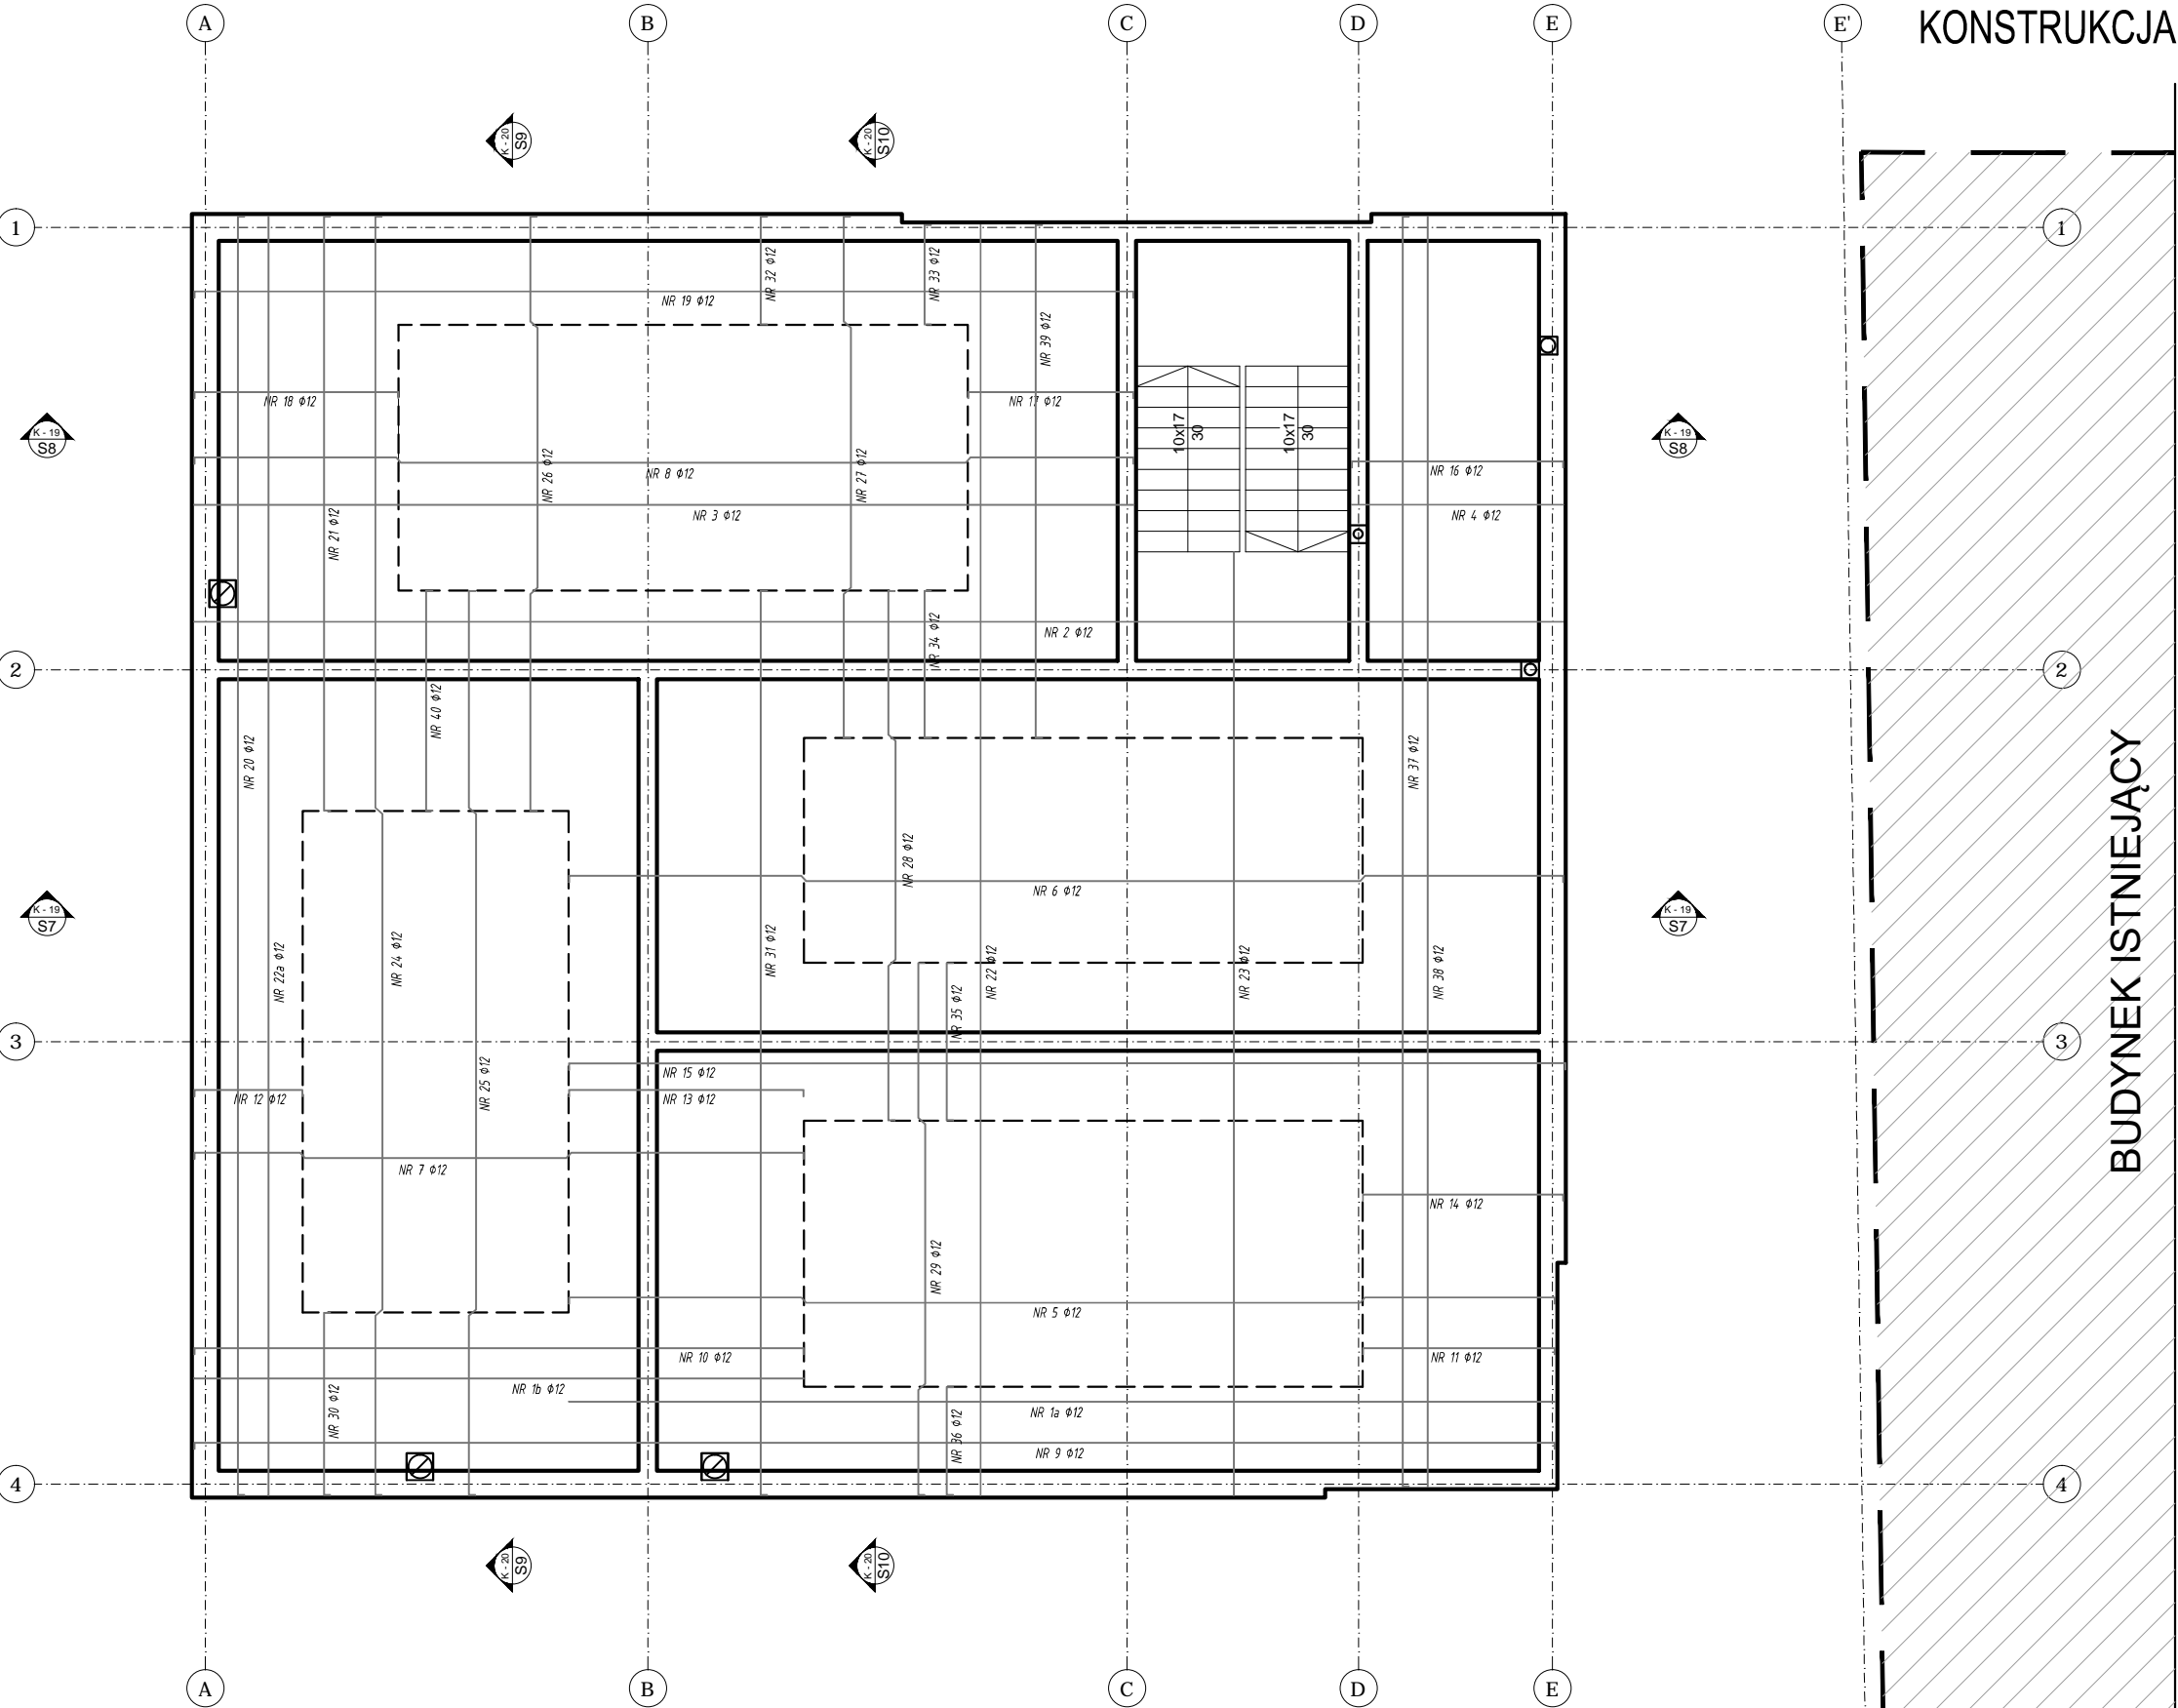 A B C D E E' KONSTRUKCJA
K - 20
S9
K - 20
S10
1 1
NR 32 Φ12
NR 33 Φ12
NR 19 Φ12
NR 39 Φ12
NR 18 Φ12
NR 17 Φ12
K - 19
S8
10x17
30
10x17
30
K - 19
S8
NR 26 Φ12
NR 8 Φ12
NR 27 Φ12
NR 16 Φ12
NR 21 Φ12
NR 3 Φ12
NR 4 Φ12
NR 34 Φ12
NR 2 Φ12
2 2
NR 40 Φ12
NR 20 Φ12
NR 37 Φ12
BUDYNEK ISTNIEJĄCY
NR 28 Φ12
NR 6 Φ12
K - 19
S7
K - 19
S7
NR 22a Φ12
NR 24 Φ12
NR 31 Φ12
NR 22 Φ12
NR 23 Φ12
NR 38 Φ12
NR 35 Φ12
3 3
NR 25 Φ12
NR 15 Φ12
NR 12 Φ12
NR 13 Φ12
NR 7 Φ12
NR 14 Φ12
NR 29 Φ12
NR 5 Φ12
NR 10 Φ12
NR 11 Φ12
NR 1b Φ12
NR 30 Φ12
NR 1a Φ12
NR 36 Φ12
NR 9 Φ12
4 4
K - 20
S9
K - 20
S10
A B C D E